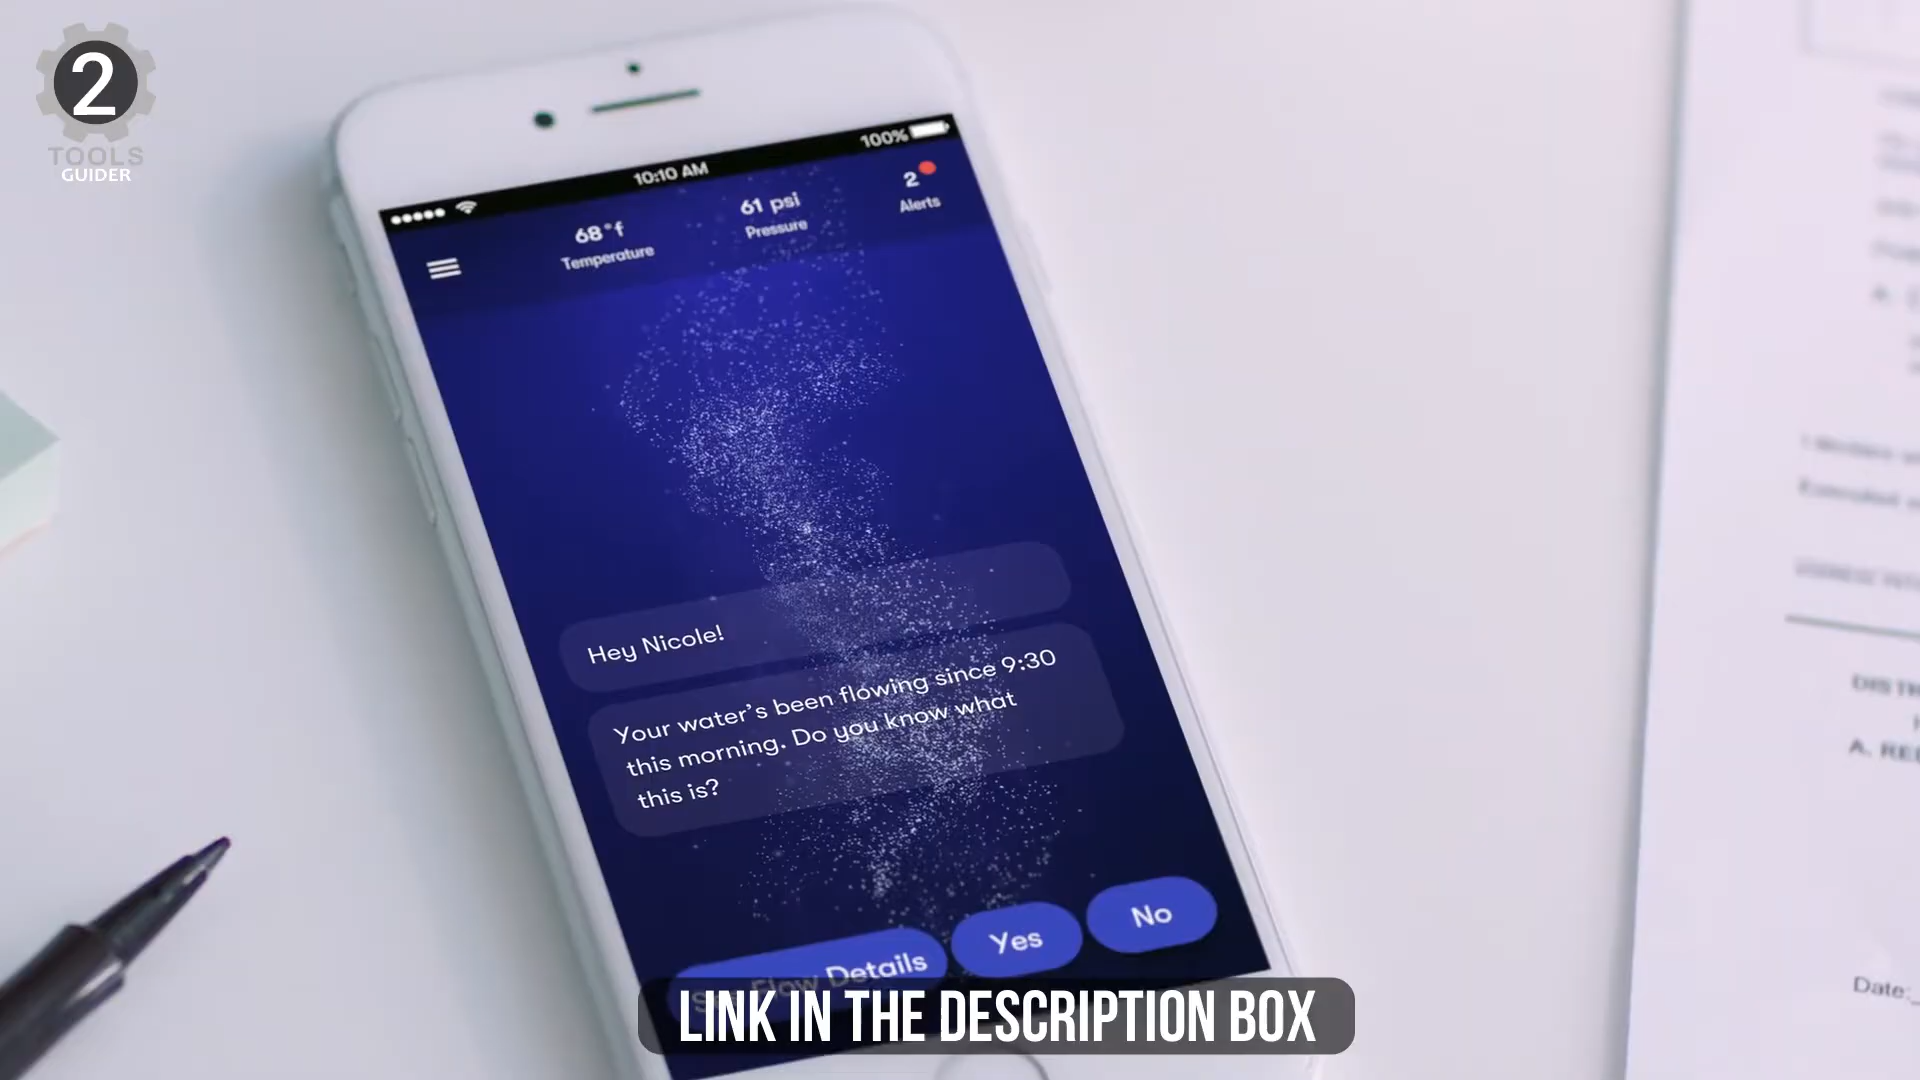 2
TOOLS
GUIDER
10:10 AM
100%
68°f
Temperature
61 psi
Pressure
2
Alerts
Hey Nicole!
Your water's been flowing since 9:30
this morning. Do you know what
this is?
Flow Details
Yes
No
LINK IN THE DESCRIPTION BOX
Extended
A.
Date: